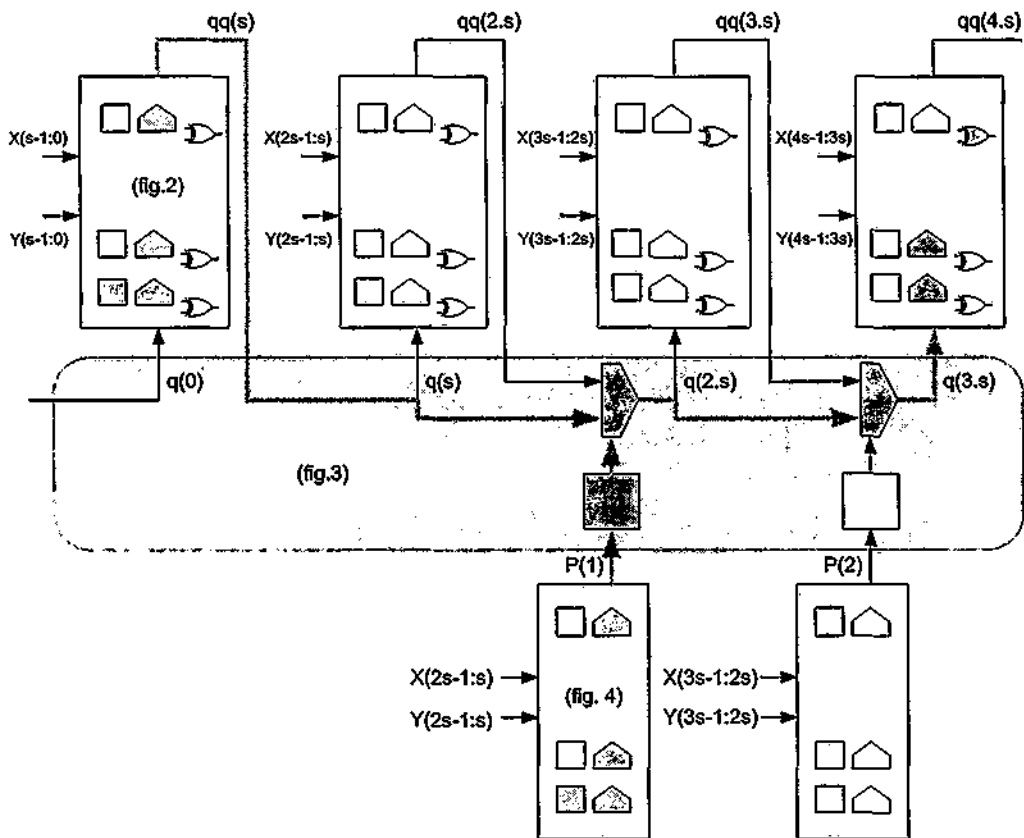 qq(s)
qq(2.s)
qq(3.s)
qq(4.s)
X(s-1:0)
X(2s-1:s)
X(3s-1:2s)
X(4s-1:3s)
(fig.2)
Y(s-1:0)
Y(2s-1:s)
Y(3s-1:2s)
Y(4s-1:3s)
q(0)
q(s)
q(2.s)
q(3.s)
(fig.3)
P(1)
P(2)
X(2s-1:s)
(fig. 4)
X(3s-1:2s)
Y(2s-1:s)
Y(3s-1:2s)